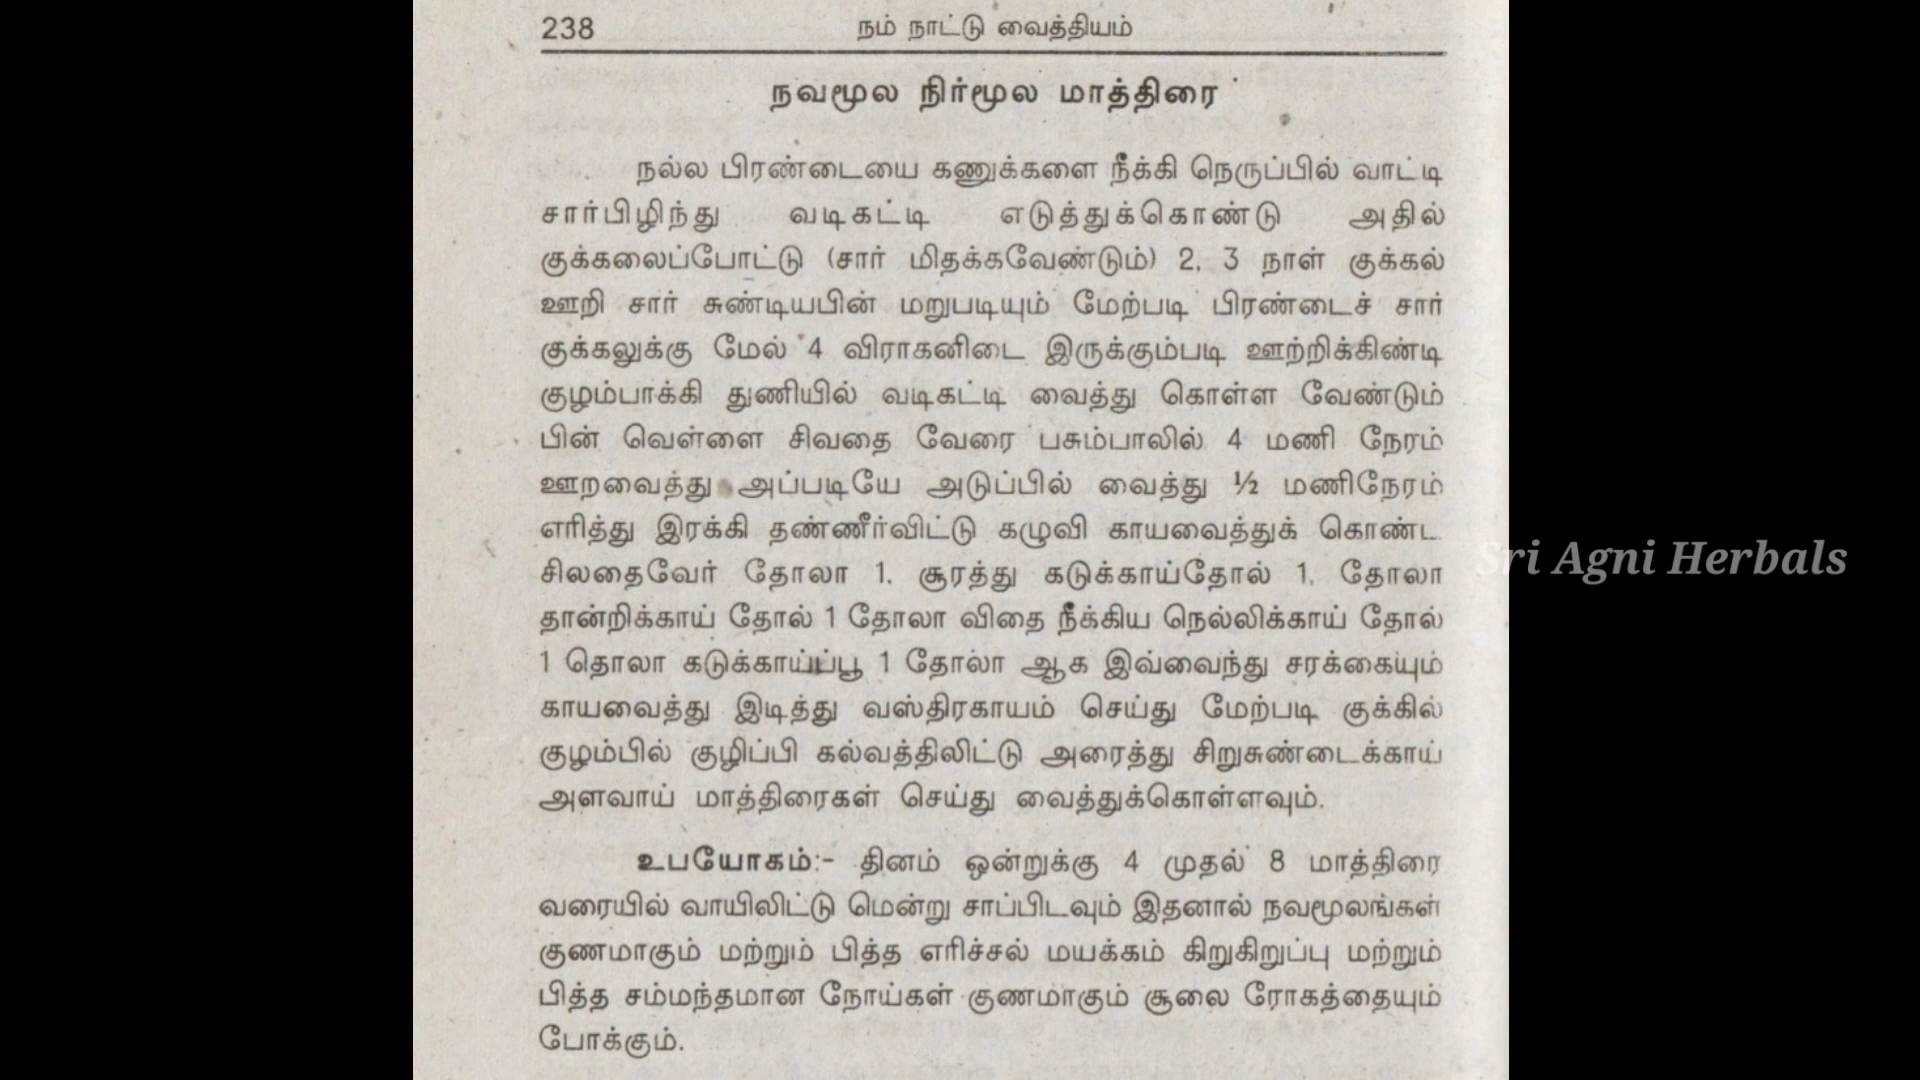 238
நம் நாட்டு வைத்தியம்
நவமூல நிர்மூல மாத்திரை
நல்ல பிரண்டையை கணுக்களை நீக்கி நெருப்பில் வாட்டி
சார்பிழிந்து வடிகட்டி எடுத்துக்கொண்டு அதில்
குக்கலைப்போட்டு (சார் மிதக்கவேண்டும்) 2, 3 நாள் குக்கல்
ஊறி சார் சுண்டியபின் மறுபடியும் மேற்படி பிரண்டைச் சார்
குக்கலுக்கு மேல் 4 விராகனிடை இருக்கும்படி ஊற்றிக்கிண்டி
குழம்பாக்கி துணியில் வடிகட்டி வைத்து கொள்ள வேண்டும்
பின் வெள்ளை சிவதை வேரை பசும்பாலில் 4 மணி நேரம்
ஊறவைத்து அப்படியே அடுப்பில் வைத்து ½ மணிநேரம்
எரித்து இரக்கி தண்ணீர்விட்டு கழுவி காயவைத்துக் கொண்ட
சிலதைவேர் தோலா 1, சூரத்து கடுக்காய்தோல் 1, தோலா
தான்றிக்காய் தோல் 1 தோலா விதை நீக்கிய நெல்லிக்காய் தோல்
1 தொலா கடுக்காய்ப்பூ 1 தோலா ஆக இவ்வைந்து சரக்கையும்
காயவைத்து இடித்து வஸ்திரகாயம் செய்து மேற்படி குக்கில்
குழம்பில் குழிப்பி கல்வத்திலிட்டு அரைத்து சிறுசுண்டைக்காய்
அளவாய் மாத்திரைகள் செய்து வைத்துக்கொள்ளவும்.
உபயோகம்:- தினம் ஒன்றுக்கு 4 முதல் 8 மாத்திரை
வரையில் வாயிலிட்டு மென்று சாப்பிடவும் இதனால் நவமூலங்கள்
குணமாகும் மற்றும் பித்த எரிச்சல் மயக்கம் கிறுகிறுப்பு மற்றும்
பித்த சம்மந்தமான நோய்கள் குணமாகும் சூலை ரோகத்தையும்
போக்கும்.
Sri Agni Herbals